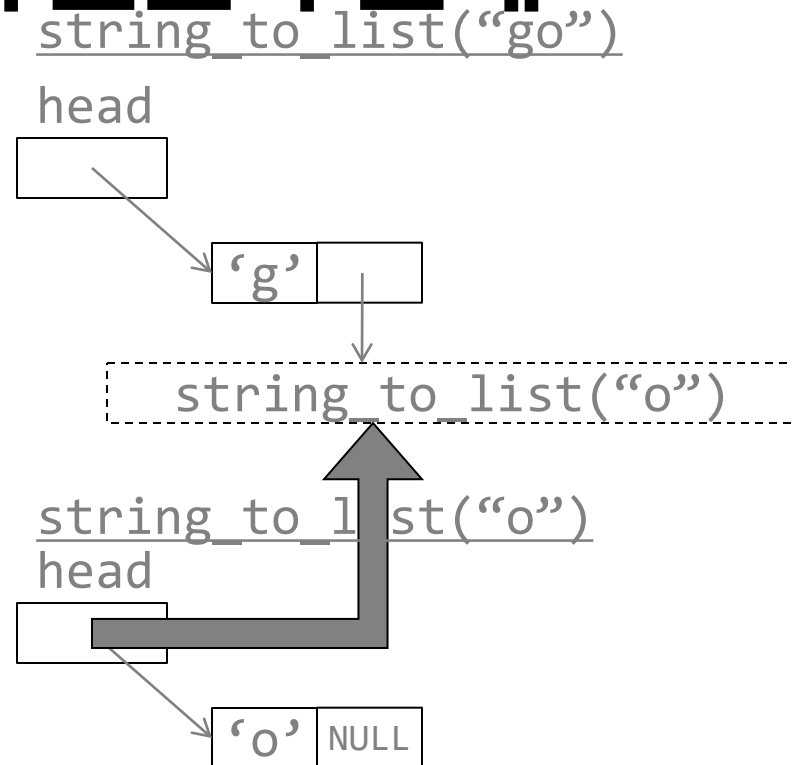 string_to_list(“go”)
head
‘g’
string_to_list(“o”)
string_to_list(“o”)
head
‘o’ NULL